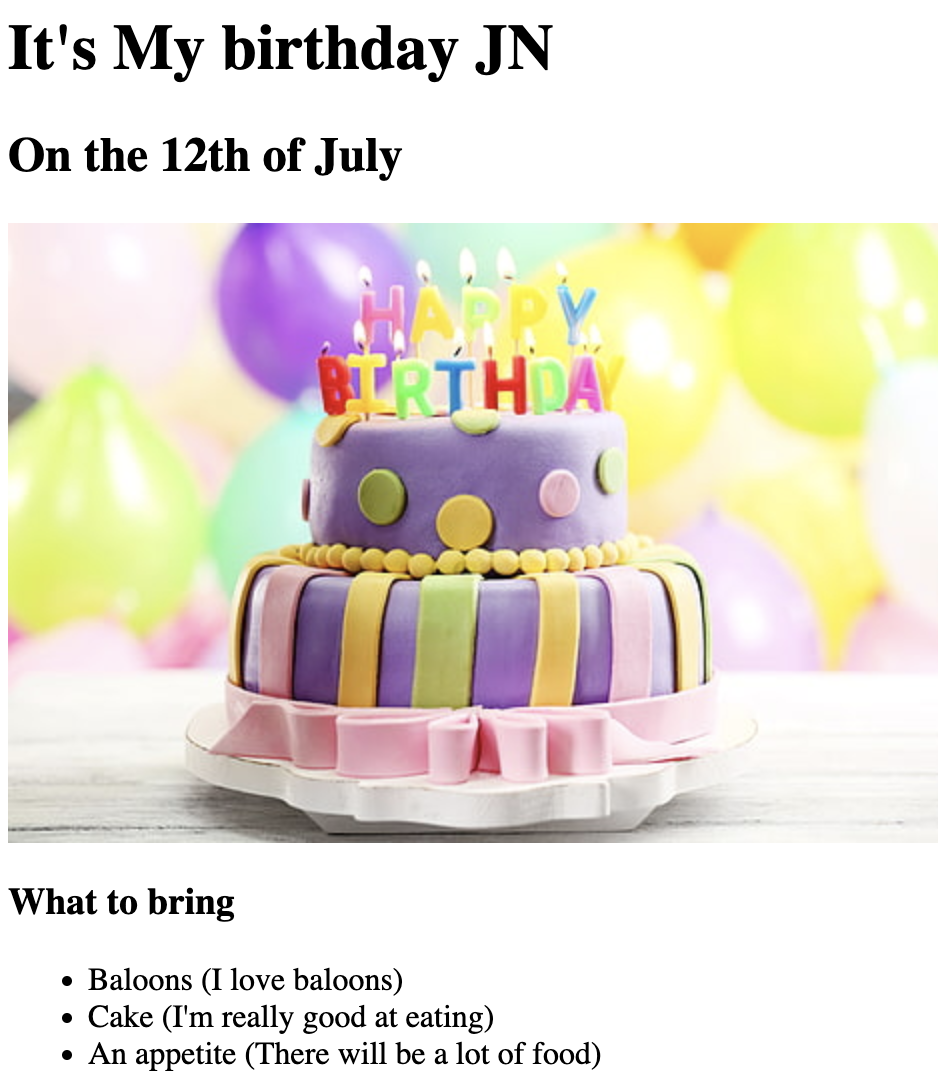 It's My birthday JN
On the 12th of July
HAPPY
BIRTHDAY
What to bring
Baloons (I love baloons)
Cake (I'm really good at eating)
An appetite (There will be a lot of food)